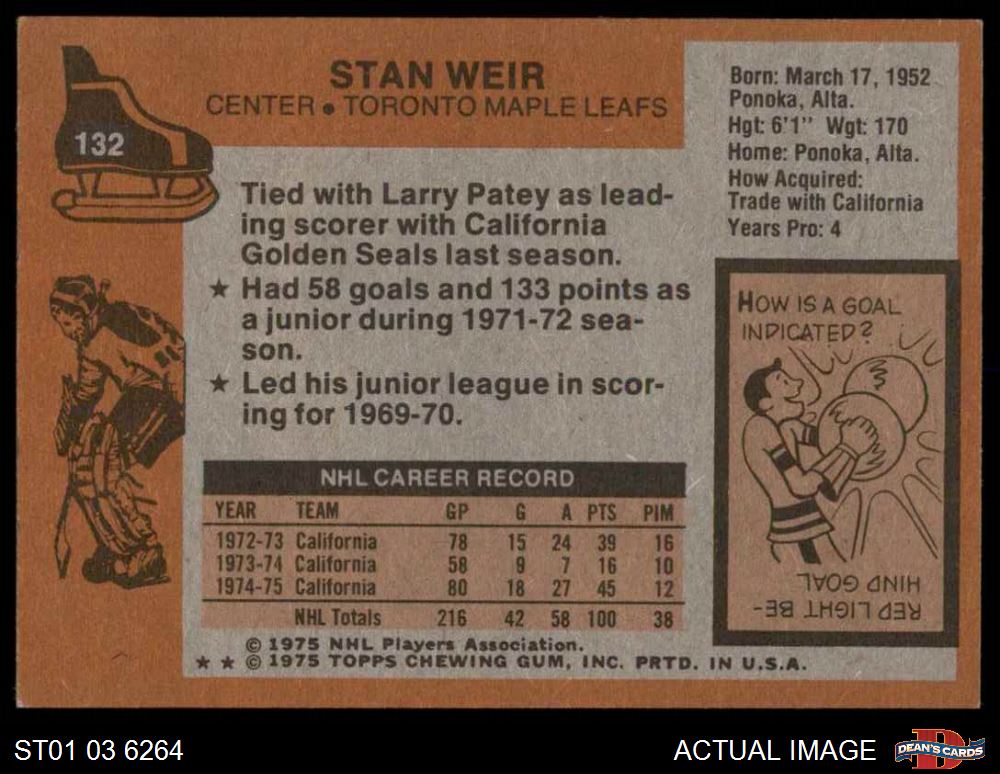 STAN WEIR
CENTER • TORONTO MAPLE LEAFS
132
Born: March 17, 1952
Ponoka, Alta.
Hgt: 6'1" Wgt: 170
Home: Ponoka, Alta.
How Acquired:
Trade with California
Years Pro: 4
Tied with Larry Patey as lead-
ing scorer with California
Golden Seals last season.
★ Had 58 goals and 133 points as
a junior during 1971-72 sea-
son.
★ Led his junior league in scor-
ing for 1969-70.
HOW IS A GOAL
INDICATED?
RED LIGHT BE-
HIND GOAL
NHL CAREER RECORD
YEAR TEAM GP G A PTS PIM
1972-73 California 78 15 24 39 16
1973-74 California 58 9 7 16 10
1974-75 California 80 18 27 45 12
NHL Totals 216 42 58 100 38
© 1975 NHL Players Association.
★ ★ © 1975 TOPPS CHEWING GUM, INC. PRTD. IN U.S.A.
ST01 03 6264
ACTUAL IMAGE
D
DEAN'S CARDS